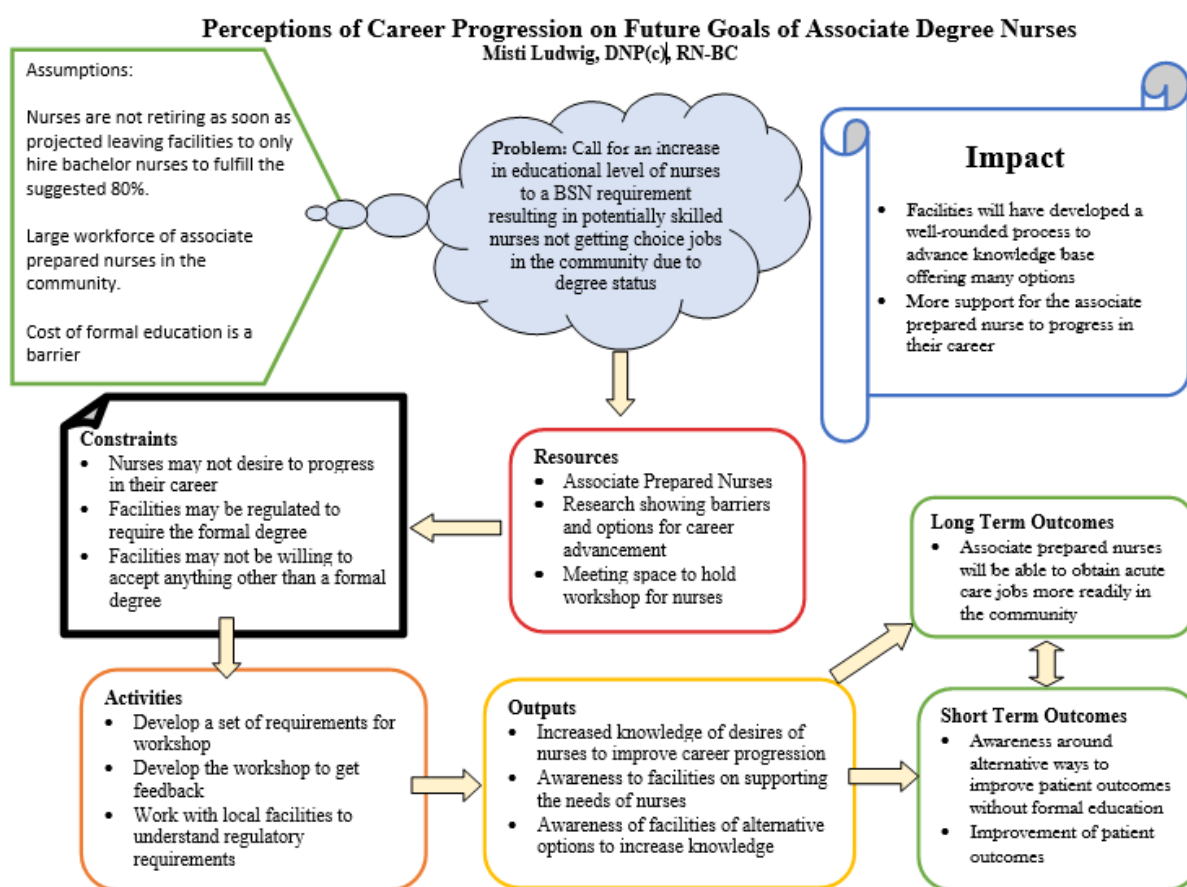 Perceptions of Career Progression on Future Goals of Associate Degree Nurses
Misti Ludwig, DNP(c), RN-BC
Assumptions:
Nurses are not retiring as soon as
projected leaving facilities to only
hire bachelor nurses to fulfill the
suggested 80%.
Large workforce of associate
prepared nurses in the
community.
Cost of formal education is a
barrier
Problem: Call for an increase
in educational level of nurses
to a BSN requirement
resulting in potentially skilled
nurses not getting choice jobs
in the community due to
degree status
Impact
• Facilities will have developed a
well-rounded process to
advance knowledge base
offering many options
• More support for the associate
prepared nurse to progress in
their career
Constraints
• Nurses may not desire to progress
in their career
• Facilities may be regulated to
require the formal degree
• Facilities may not be willing to
accept anything other than a formal
degree
Resources
• Associate Prepared Nurses
• Research showing barriers
and options for career
advancement
• Meeting space to hold
workshop for nurses
Long Term Outcomes
• Associate prepared nurses
will be able to obtain acute
care jobs more readily in
the community
Activities
• Develop a set of requirements for
workshop
• Develop the workshop to get
feedback
• Work with local facilities to
understand regulatory
requirements
Outputs
• Increased knowledge of desires of
nurses to improve career progression
• Awareness to facilities on supporting
the needs of nurses
• Awareness of facilities of alternative
options to increase knowledge
Short Term Outcomes
• Awareness around
alternative ways to
improve patient outcomes
without formal education
• Improvement of patient
outcomes